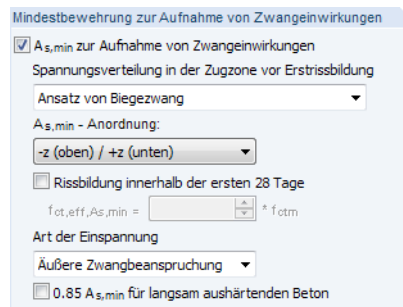 Mindestbewehrung zur Aufnahme von Zwangeinwirkungen
As,min zur Aufnahme von Zwangeinwirkungen
Spannungsverteilung in der Zugzone vor Erstrissbildung
Ansatz von Biegezwang
As,min - Anordnung:
-z (oben) / +z (unten)
Rissbildung innerhalb der ersten 28 Tage
fct,eff,As,min = * fctm
Art der Einspannung
Äußere Zwangbeanspruchung
0.85 As,min für langsam aushärtenden Beton